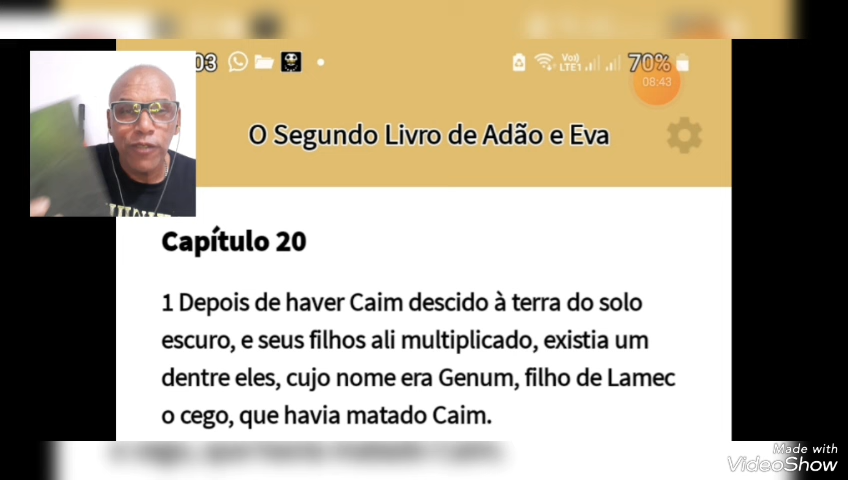 03
Voo)
LTE1
70%
08:43
O Segundo Livro de Adão e Eva
Capítulo 20
1 Depois de haver Caim descido à terra do solo
escuro, e seus filhos ali multiplicado, existia um
dentre eles, cujo nome era Genum, filho de Lamec
o cego, que havia matado Caim.
Made with
VideoShow